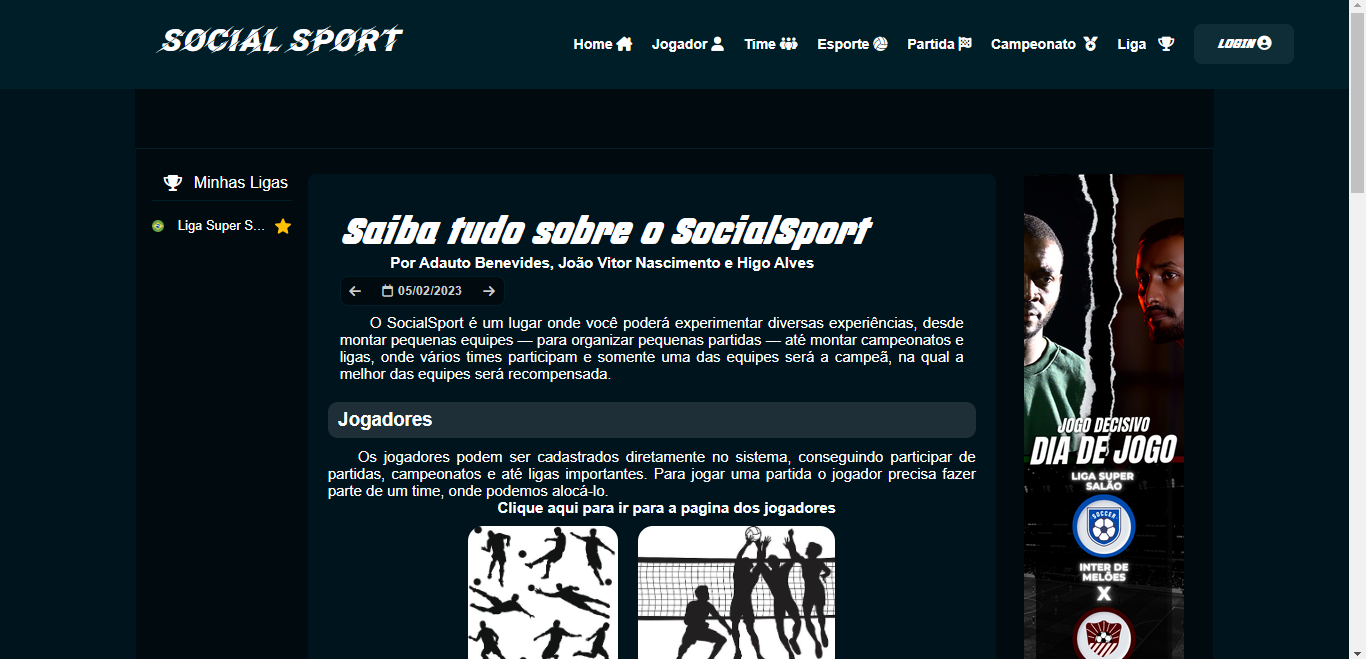 SOCIAL SPORT
Home
Jogador
Time
Esporte
Partida
Campeonato
Liga
LOGIN
Minhas Ligas
Liga Super S...
Saiba tudo sobre o SocialSport
Por Adauto Benevides, João Vitor Nascimento e Higo Alves
05/02/2023
O SocialSport é um lugar onde você poderá experimentar diversas experiências, desde
montar pequenas equipes — para organizar pequenas partidas — até montar campeonatos e
ligas, onde vários times participam e somente uma das equipes será a campeã, na qual a
melhor das equipes será recompensada.
Jogadores
Os jogadores podem ser cadastrados diretamente no sistema, conseguindo participar de
partidas, campeonatos e até ligas importantes. Para jogar uma partida o jogador precisa fazer
parte de um time, onde podemos alocá-lo.
Clique aqui para ir para a pagina dos jogadores
JOGO DECISIVO
DIA DE JOGO
LIGA SUPER
SALÃO
SOCCER
INTER DE
MELÕES
X